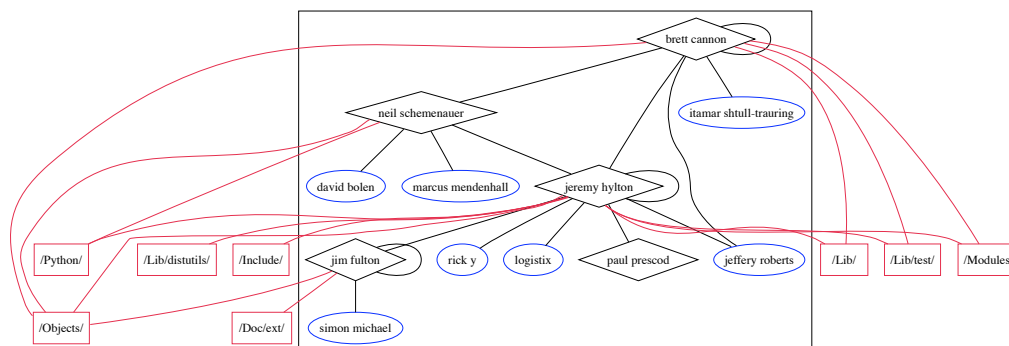 brett cannon
neil schemenauer
itamar shtull-trauring
david bolen
marcus mendenhall
jeremy hylton
/Python/
/Lib/distutils/
/Include/
jim fulton
rick y
logistix
paul prescod
jeffery roberts
/Lib/
/Lib/test/
/Modules
/Objects/
/Doc/ext/
simon michael